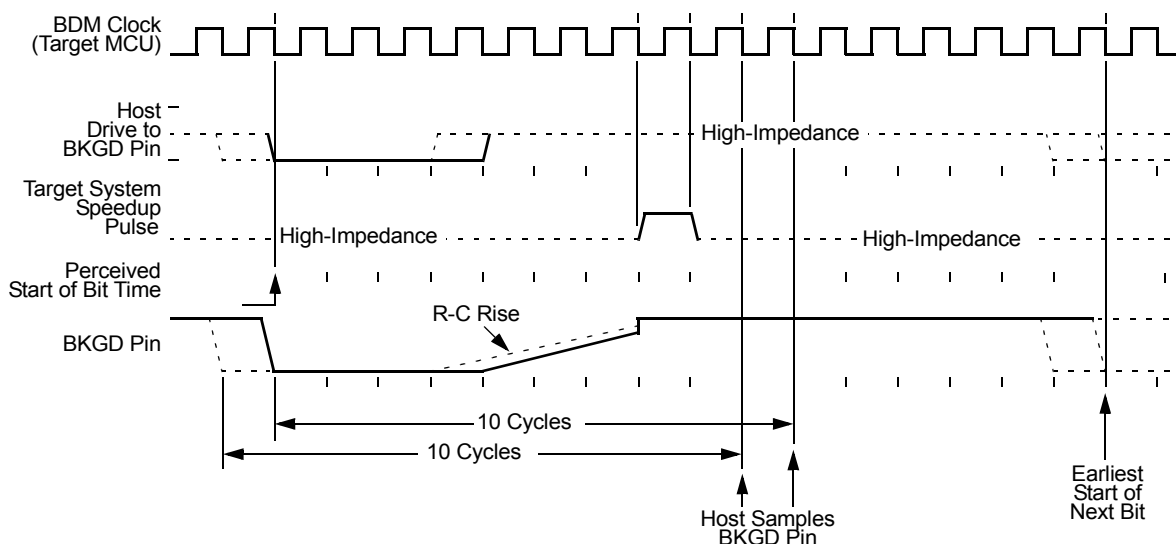 BDM Clock
(Target MCU)
Host
Drive to
BKGD Pin
High-Impedance
Target System
Speedup
Pulse
High-Impedance
High-Impedance
Perceived
Start of Bit Time
R-C Rise
BKGD Pin
10 Cycles
10 Cycles
Earliest
Start of
Next Bit
Host Samples
BKGD Pin